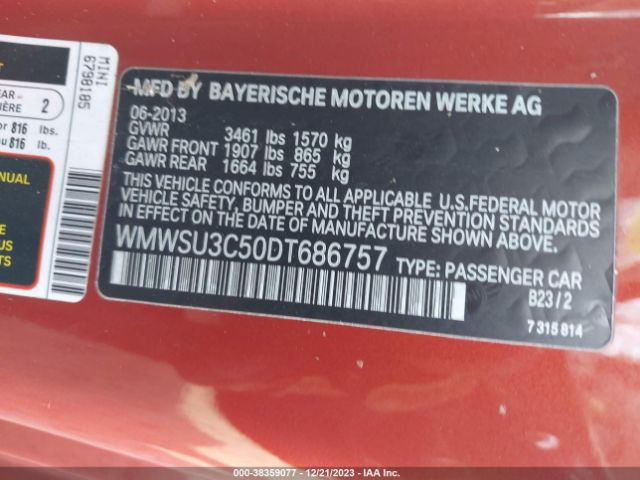 MFD BY BAYERISCHE MOTOREN WERKE AG
06-2013
GVWR 3461 lbs 1570 kg
GAWR FRONT 1907 lbs 865 kg
GAWR REAR 1664 lbs 755 kg
THIS VEHICLE CONFORMS TO ALL APPLICABLE U.S.FEDERAL MOTOR
VEHICLE SAFETY, BUMPER AND THEFT PREVENTION STANDARDS
IN EFFECT ON THE DATE OF MANUFACTURE SHOWN ABOVE.
WMWSU3C50DT686757 TYPE: PASSENGER CAR
B23/2
7 315 814
MINI
6798185
2
816 lbs.
816 lb.
MANUAL
000-38359077 - 12/21/2023 - IAA Inc.